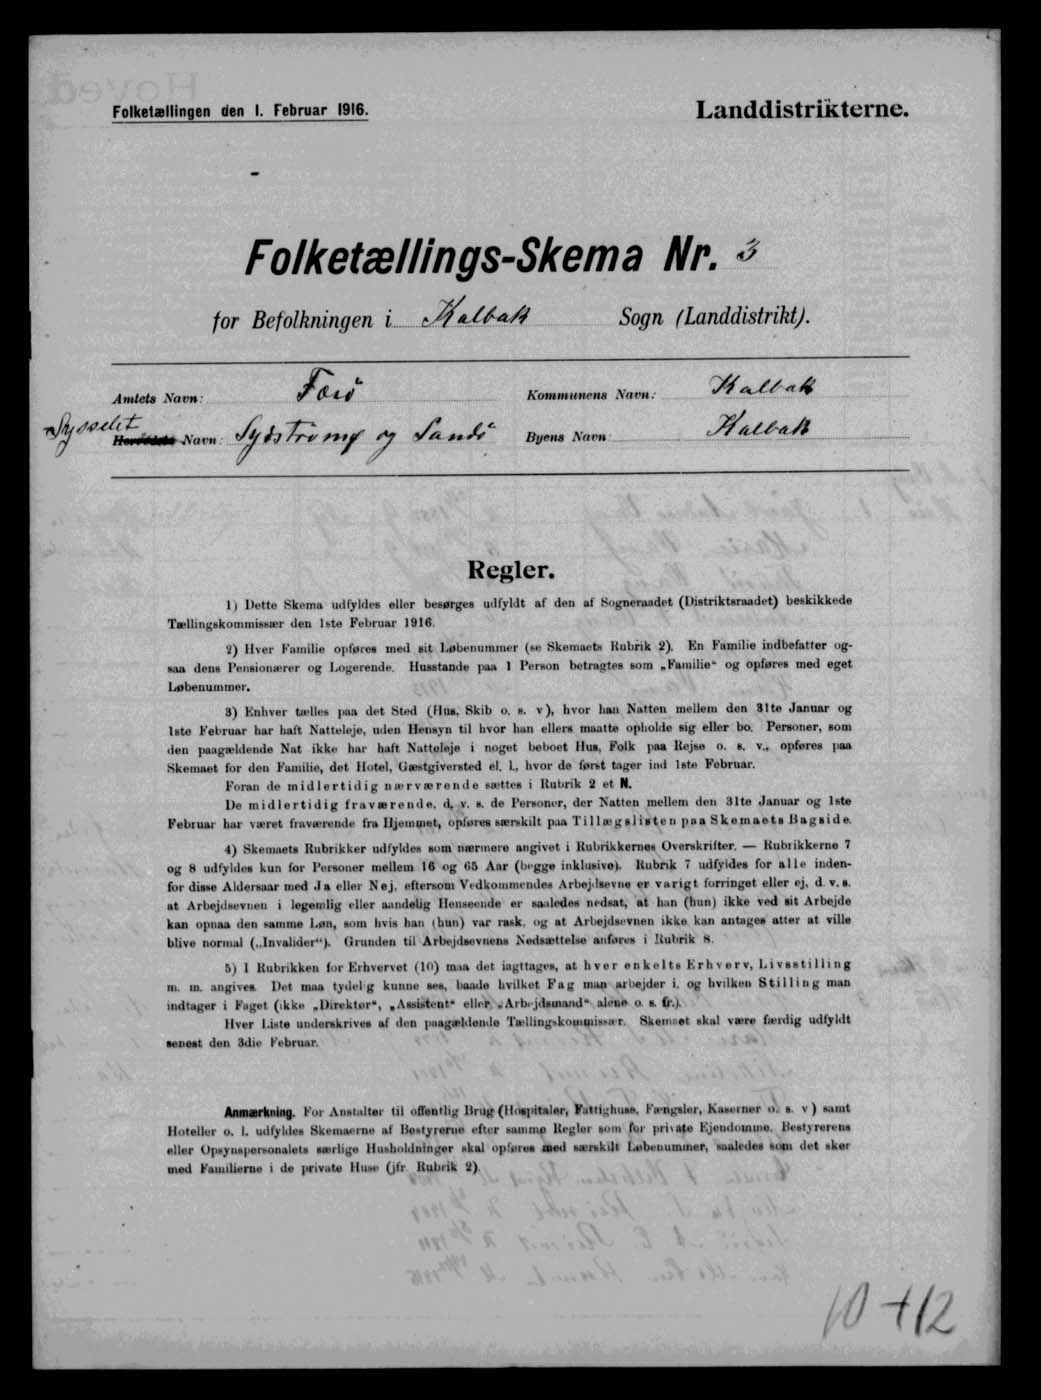 Folketællingen den 1. Februar 1916.
Landdistrikterne.
Folketællings-Skema Nr. 3
for Befolkningen i Kalbak Sogn (Landdistrikt).
Amtets Navn: Færö Kommunens Navn: Kalbak
Sysselet Navn: Sydströmö og Sandö Byens Navn: Kalbak
Regler.
1) Dette Skema udfyldes eller besørges udfyldt af den af Sogneraadet (Distriktsraadet) beskikkede
Tællingskommissær den 1ste Februar 1916.
2) Hver Familie opføres med sit Løbenummer (se Skemaets Rubrik 2). En Familie indbefatter og-
saa dens Pensionærer og Logerende. Husstande paa 1 Person betragtes som „Familie“ og opføres med eget
Løbenummer.
3) Enhver tælles paa det Sted (Hus, Skib o. s. v), hvor han Natten mellem den 31te Januar og
1ste Februar har haft Natteleje, uden Hensyn til hvor han ellers maatte opholde sig eller bo. Personer, som
den paagældende Nat ikke har haft Natteleje i noget beboet Hus, Folk paa Rejse o. s. v., opføres paa
Skemaet for den Familie, det Hotel, Gæstgiversted el. l., hvor de først tager ind 1ste Februar.
Foran de midlertidig nærværende sættes i Rubrik 2 et N.
De midlertidig fraværende, d. v. s. de Personer, der Natten mellem den 31te Januar og 1ste
Februar har været fraværende fra Hjemmet, opføres særskilt paa Tillægslisten paa Skemaets Bagside.
4) Skemaets Rubrikker udfyldes som nærmere angivet i Rubrikkernes Overskrifter. — Rubrikkerne 7
og 8 udfyldes kun for Personer mellem 16 og 65 Aar (begge inklusive). Rubrik 7 udfyldes for alle inden-
for disse Aldersaar med Ja eller Nej, eftersom Vedkommendes Arbejdsevne er varigt forringet eller ej, d. v. s.
at Arbejdsevnen i legemlig eller aandelig Henseende er saaledes nedsat, at han (hun) ikke ved sit Arbejde
kan opnaa den samme Løn, som hvis han (hun) var rask, og at Arbejdsevnen ikke kan antages atter at ville
blive normal („Invalider“). Grunden til Arbejdsevnens Nedsættelse anføres i Rubrik 8.
5) I Rubrikken for Erhvervet (10) maa det iagttages, at hver enkelts Erhverv, Livsstilling
m. m. angives. Det maa tydelig kunne ses, baade hvilket Fag man arbejder i, og hvilken Stilling man
indtager i Faget (ikke „Direktør“, „Assistent“ eller „Arbejdsmand“ alene o. s. fr.).
Hver Liste underskrives af den paagældende Tællingskommissær. Skemaet skal være færdig udfyldt
senest den 3die Februar.
Anmærkning. For Anstalter til offentlig Brug (Hospitaler, Fattighuse, Fængsler, Kaserner o. s. v) samt
Hoteller o. l. udfyldes Skemaerne af Bestyrerne efter samme Regler som for private Ejendomme. Bestyrerens
eller Opsynspersonalets særlige Husholdninger skal opføres med særskilt Løbenummer, saaledes som det sker
med Familierne i de private Huse (jfr. Rubrik 2).
10+12